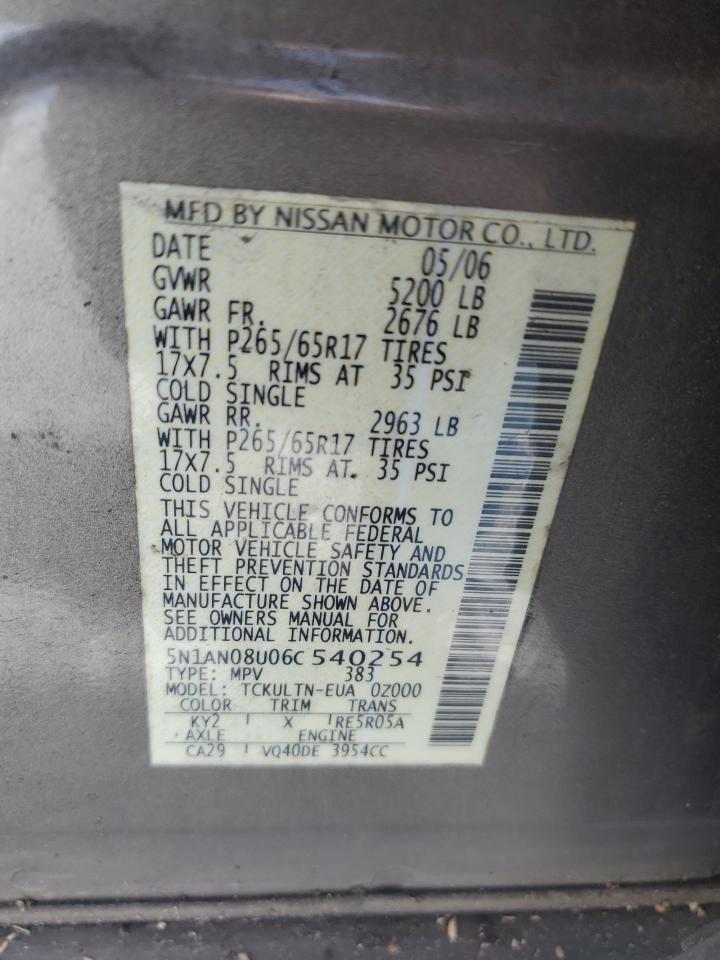 MFD BY NISSAN MOTOR CO., LTD.
DATE 05/06
GVWR 5200 LB
GAWR FR. 2676 LB
WITH P265/65R17 TIRES
17X7.5 RIMS AT 35 PSI
COLD SINGLE
GAWR RR. 2963 LB
WITH P265/65R17 TIRES
17X7.5 RIMS AT 35 PSI
COLD SINGLE
THIS VEHICLE CONFORMS TO
ALL APPLICABLE FEDERAL
MOTOR VEHICLE SAFETY AND
THEFT PREVENTION STANDARDS
IN EFFECT ON THE DATE OF
MANUFACTURE SHOWN ABOVE.
SEE OWNERS MANUAL FOR
ADDITIONAL INFORMATION.
5N1AN08U06C540254
TYPE: MPV 383
MODEL: TCKULTN-EUA 0Z000
COLOR TRIM TRANS
KY2 X RE5R05A
AXLE ENGINE
CA29 VQ40DE 3954CC